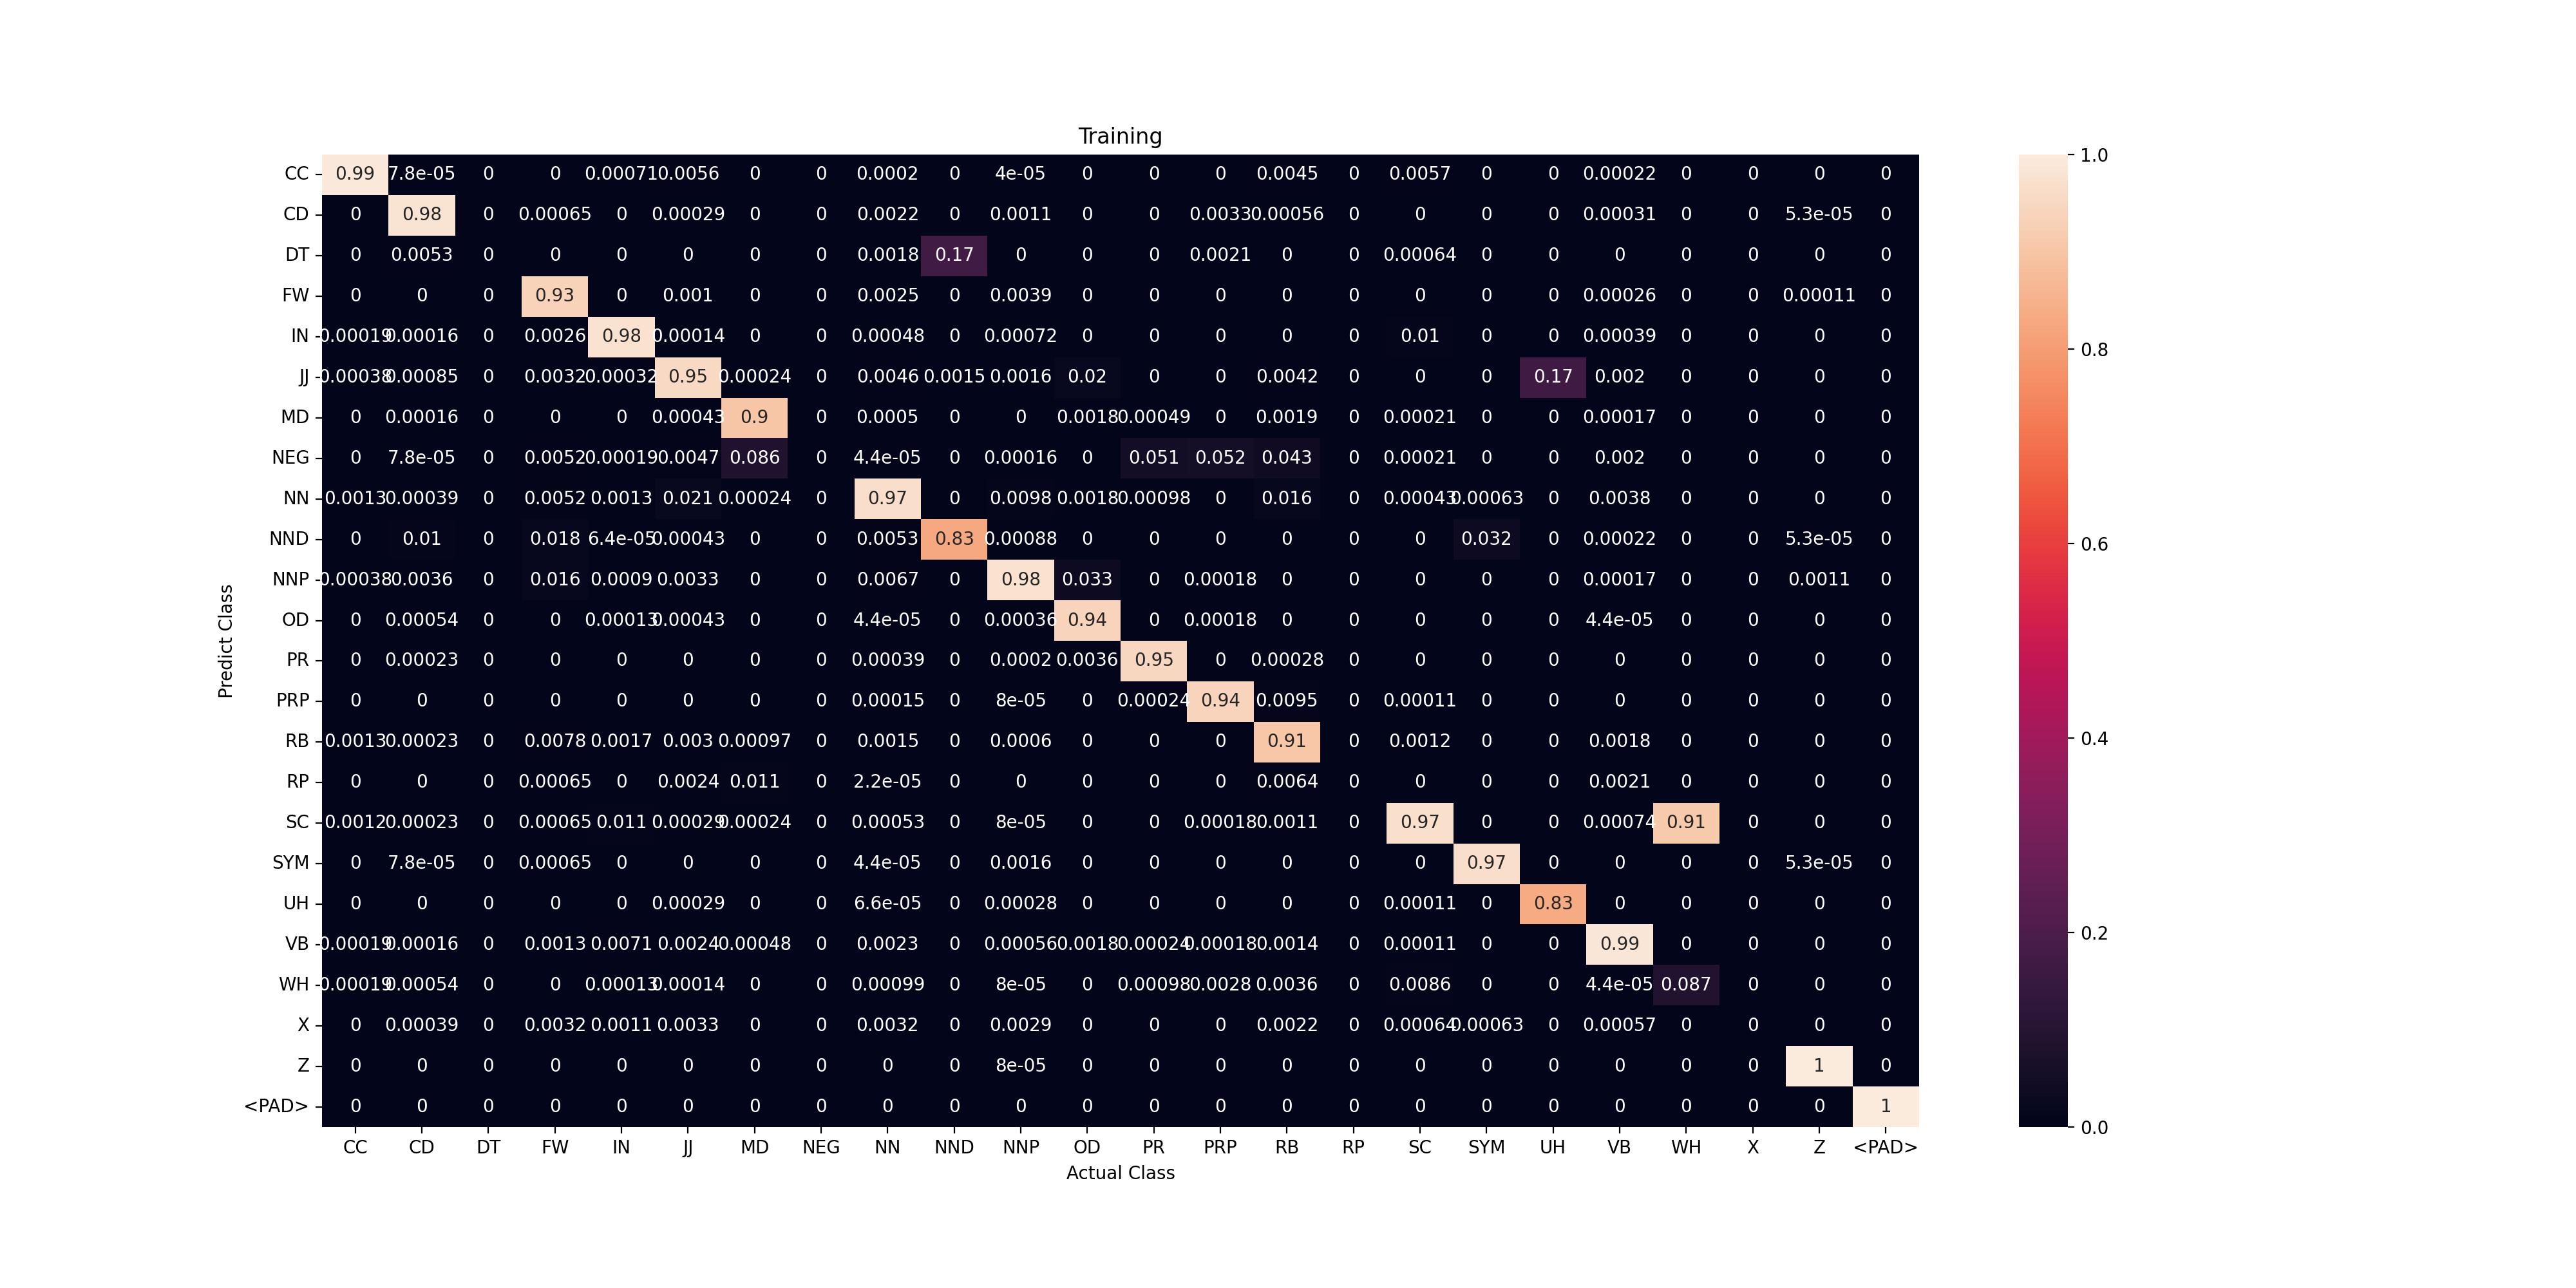 Training
CC 0.99 7.8e-05 0 0 0.00071 0.0056 0 0 0.0002 0 4e-05 0 0 0 0.0045 0 0.0057 0 0 0.00022 0 0 0 0 1.0
CD 0 0.98 0 0.00065 0 0.00029 0 0 0.0022 0 0.0011 0 0 0.0033 0.00056 0 0 0 0 0.00031 0 0 5.3e-05 0
DT 0 0.0053 0 0 0 0 0 0 0.0018 0.17 0 0 0 0.0021 0 0 0.00064 0 0 0 0 0 0 0
FW 0 0 0 0.93 0 0.001 0 0 0.0025 0 0.0039 0 0 0 0 0 0 0 0 0.00026 0 0 0.00011 0
IN 0.00019 0.00016 0 0.0026 0.98 0.00014 0 0 0.00048 0 0.00072 0 0 0 0 0 0.01 0 0 0.00039 0 0 0 0 0.8
JJ 0.00038 0.00085 0 0.0032 0.00032 0.95 0.00024 0 0.0046 0.0015 0.0016 0.02 0 0 0.0042 0 0 0 0.17 0.002 0 0 0 0
MD 0 0.00016 0 0 0 0.00043 0.9 0 0.0005 0 0 0.0018 0.00049 0 0.0019 0 0.00021 0 0 0.00017 0 0 0 0
NEG 0 7.8e-05 0 0.0052 0.00019 0.0047 0.086 0 4.4e-05 0 0.00016 0 0.051 0.052 0.043 0 0.00021 0 0 0.002 0 0 0 0
NN 0.0013 0.00039 0 0.0052 0.0013 0.021 0.00024 0 0.97 0 0.0098 0.0018 0.00098 0 0.016 0 0.00043 0.00063 0 0.0038 0 0 0 0
NND 0 0.01 0 0.018 6.4e-05 0.00043 0 0 0.0053 0.83 0.00088 0 0 0 0 0 0 0.032 0 0.00022 0 0 5.3e-05 0 0.6
NNP 0.00038 0.0036 0 0.016 0.0009 0.0033 0 0 0.0067 0 0.98 0.033 0 0.00018 0 0 0 0 0 0.00017 0 0 0.0011 0
OD 0 0.00054 0 0 0.00013 0.00043 0 0 4.4e-05 0 0.00036 0.94 0 0.00018 0 0 0 0 0 4.4e-05 0 0 0 0
Predict Class
PR 0 0.00023 0 0 0 0 0 0 0.00039 0 0.0002 0.0036 0.95 0 0.00028 0 0 0 0 0 0 0 0 0
PRP 0 0 0 0 0 0 0 0 0.00015 0 8e-05 0 0.00024 0.94 0.0095 0 0.00011 0 0 0 0 0 0 0
RB 0.0013 0.00023 0 0.0078 0.0017 0.003 0.00097 0 0.0015 0 0.0006 0 0 0 0.91 0 0.0012 0 0 0.0018 0 0 0 0 0.4
RP 0 0 0 0.00065 0 0.0024 0.011 0 2.2e-05 0 0 0 0 0 0.0064 0 0 0 0 0.0021 0 0 0 0
SC 0.0012 0.00023 0 0.00065 0.011 0.00029 0.00024 0 0.00053 0 8e-05 0 0 0.00018 0.0011 0 0.97 0 0 0.00074 0.91 0 0 0
SYM 0 7.8e-05 0 0.00065 0 0 0 0 4.4e-05 0 0.0016 0 0 0 0 0 0 0.97 0 0 0 0 5.3e-05 0
UH 0 0 0 0 0 0.00029 0 0 6.6e-05 0 0.00028 0 0 0 0 0 0.00011 0 0.83 0 0 0 0 0
VB 0.00019 0.00016 0 0.0013 0.0071 0.0024 0.00048 0 0.0023 0 0.00056 0.0018 0.00024 0.00018 0.0014 0 0.00011 0 0 0.99 0 0 0 0 0.2
WH 0.00019 0.00054 0 0 0.00013 0.00014 0 0 0.00099 0 8e-05 0 0.00098 0.0028 0.0036 0 0.0086 0 0 4.4e-05 0.087 0 0 0
X 0 0.00039 0 0.0032 0.0011 0.0033 0 0 0.0032 0 0.0029 0 0 0 0.0022 0 0.00064 0.00063 0 0.00057 0 0 0 0
Z 0 0 0 0 0 0 0 0 0 0 8e-05 0 0 0 0 0 0 0 0 0 0 0 1 0
<PAD> 0 0 0 0 0 0 0 0 0 0 0 0 0 0 0 0 0 0 0 0 0 0 0 1 0.0
CC CD DT FW IN JJ MD NEG NN NND NNP OD PR PRP RB RP SC SYM UH VB WH X Z <PAD>
Actual Class